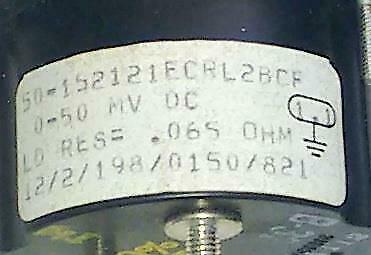 50-152121ECRL2BCF
0-50 MV DC
LD RES= .065 OHM
12/2/198/0150/821